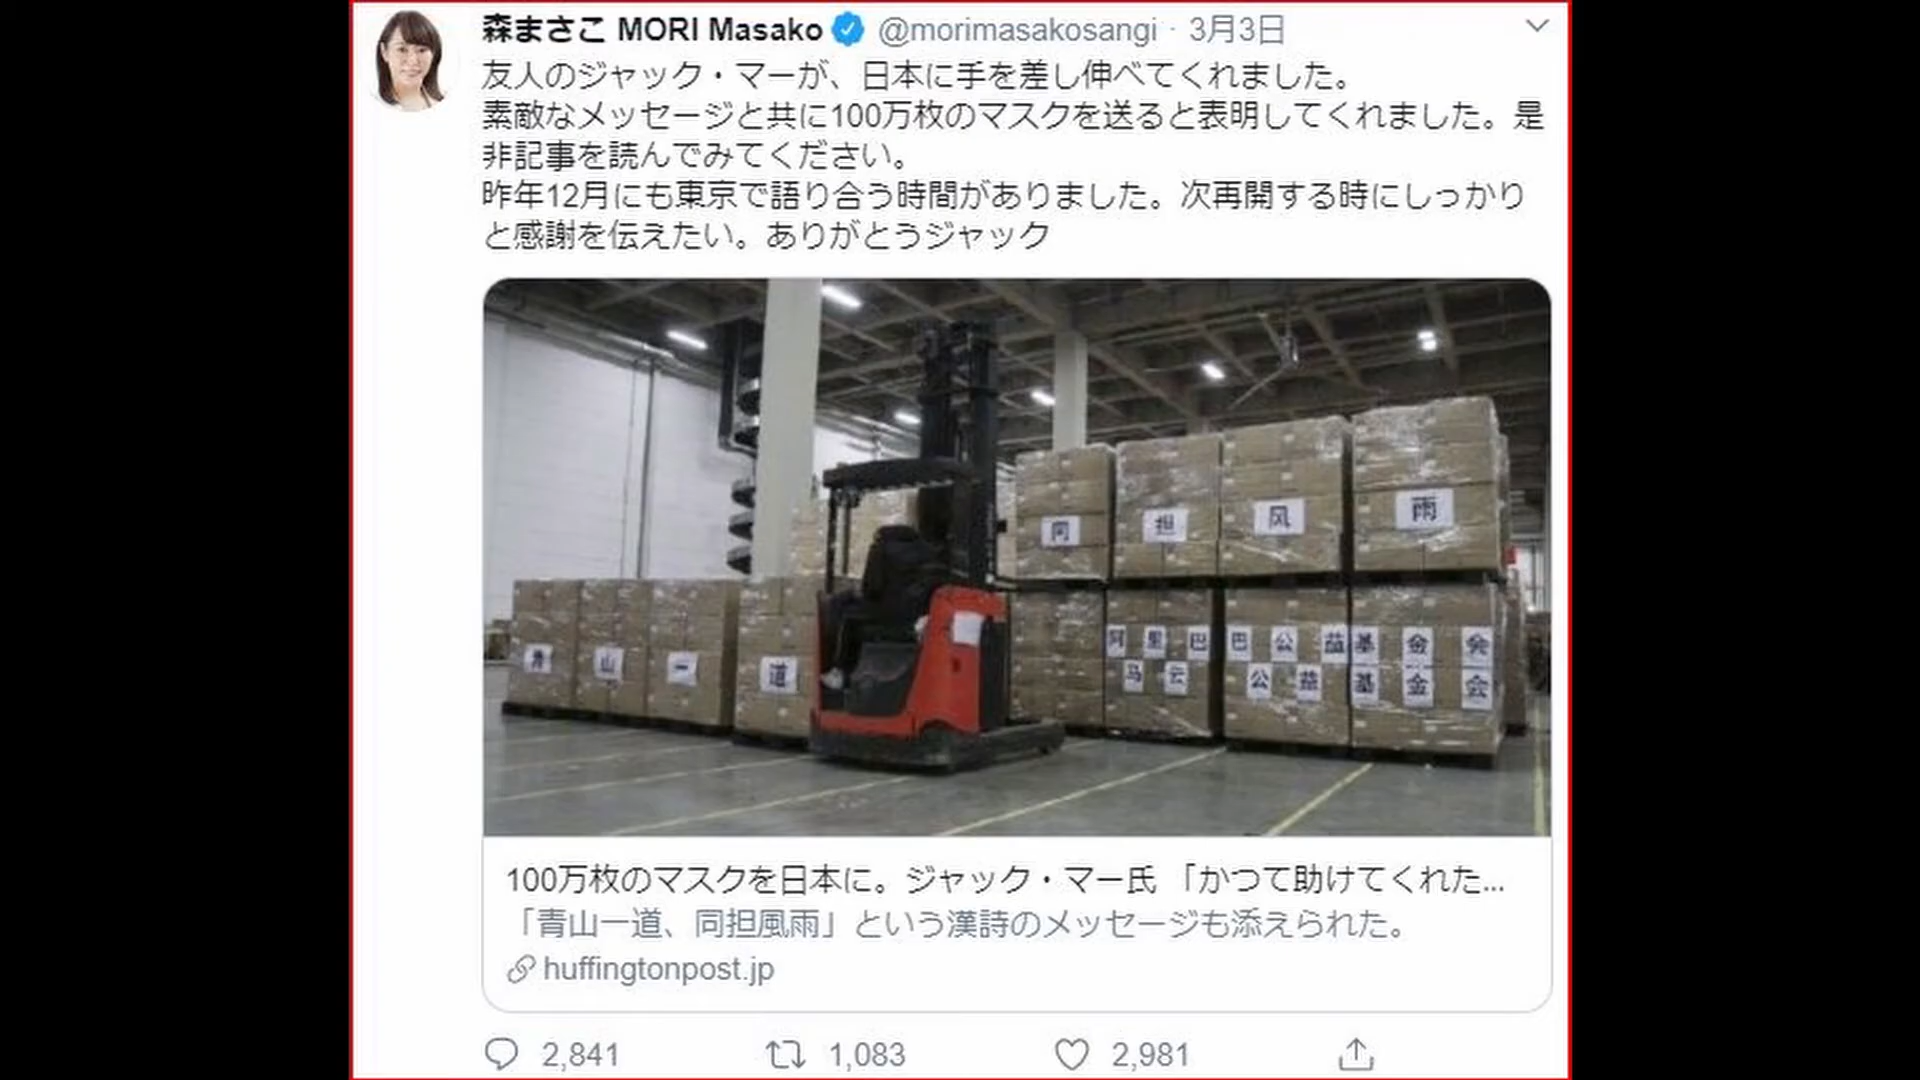 森まさこ MORI Masako @morimasakosangi · 3月3日
友人のジャック・マーが、日本に手を差し伸べてくれました。
素敵なメッセージと共に100万枚のマスクを送ると表明してくれました。是
非記事を読んでみてください。
昨年12月にも東京で語り合う時間がありました。次再開する時にしっかり
と感謝を伝えたい。ありがとうジャック
同 担 风 雨
青 山 一 道
阿 里 巴 巴 公 益 基 金 会
马 云 公 益 基 金 会
100万枚のマスクを日本に。ジャック・マー氏 「かつて助けてくれた...
「青山一道、同担風雨」という漢詩のメッセージも添えられた。
huffingtonpost.jp
2,841 1,083 2,981